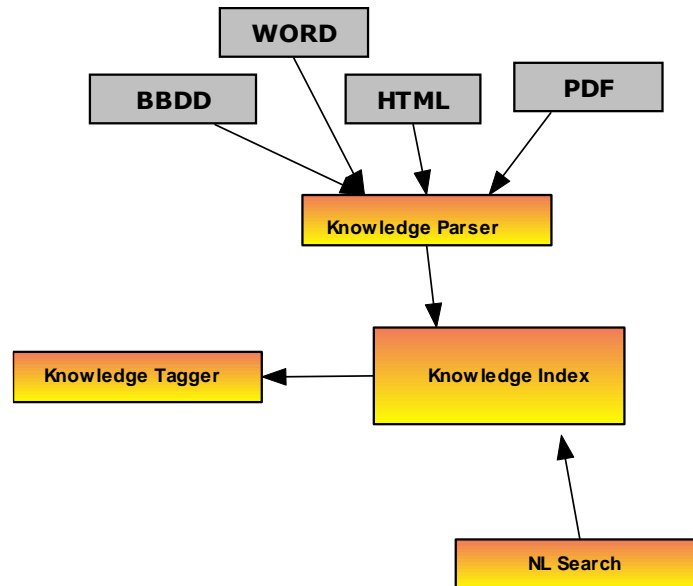 WORD
BBDD
HTML
PDF
Knowledge Parser
Knowledge Tagger
Knowledge Index
NL Search